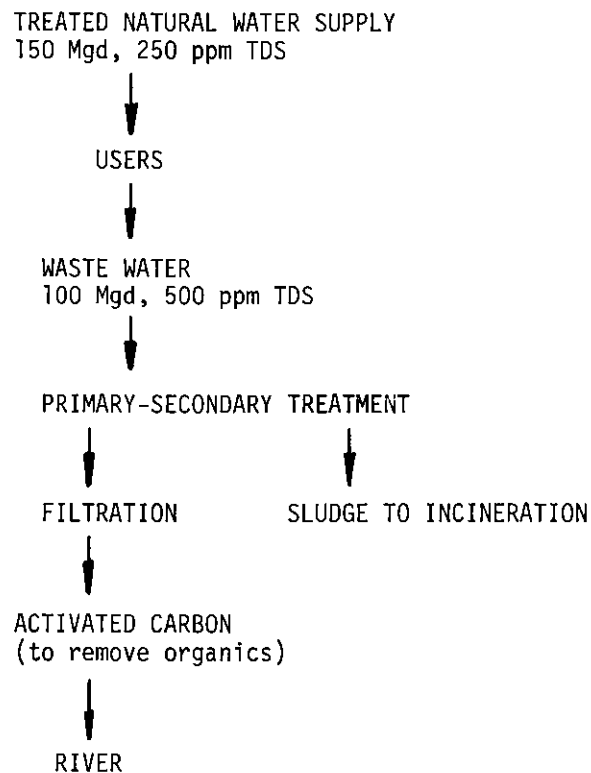 TREATED NATURAL WATER SUPPLY
150 Mgd, 250 ppm TDS
USERS
WASTE WATER
100 Mgd, 500 ppm TDS
PRIMARY-SECONDARY TREATMENT
FILTRATION SLUDGE TO INCINERATION
ACTIVATED CARBON
(to remove organics)
RIVER